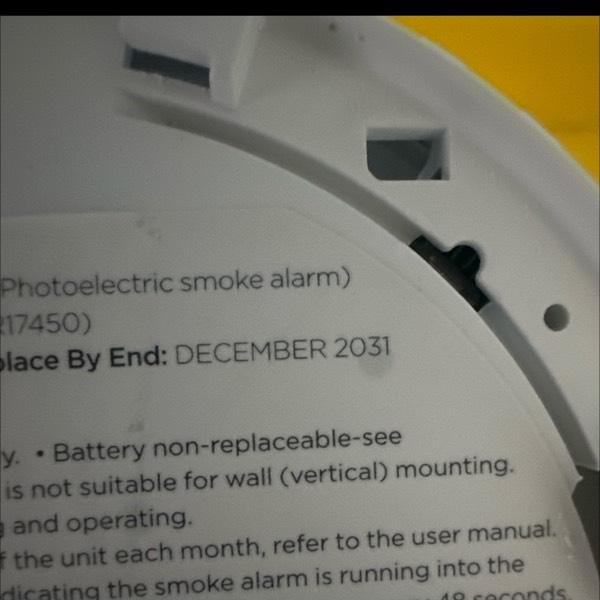 Photoelectric smoke alarm)
17450)
place By End: DECEMBER 2031
y. • Battery non-replaceable-see
is not suitable for wall (vertical) mounting.
and operating.
f the unit each month, refer to the user manual.
dicating the smoke alarm is running into the
48 seconds.